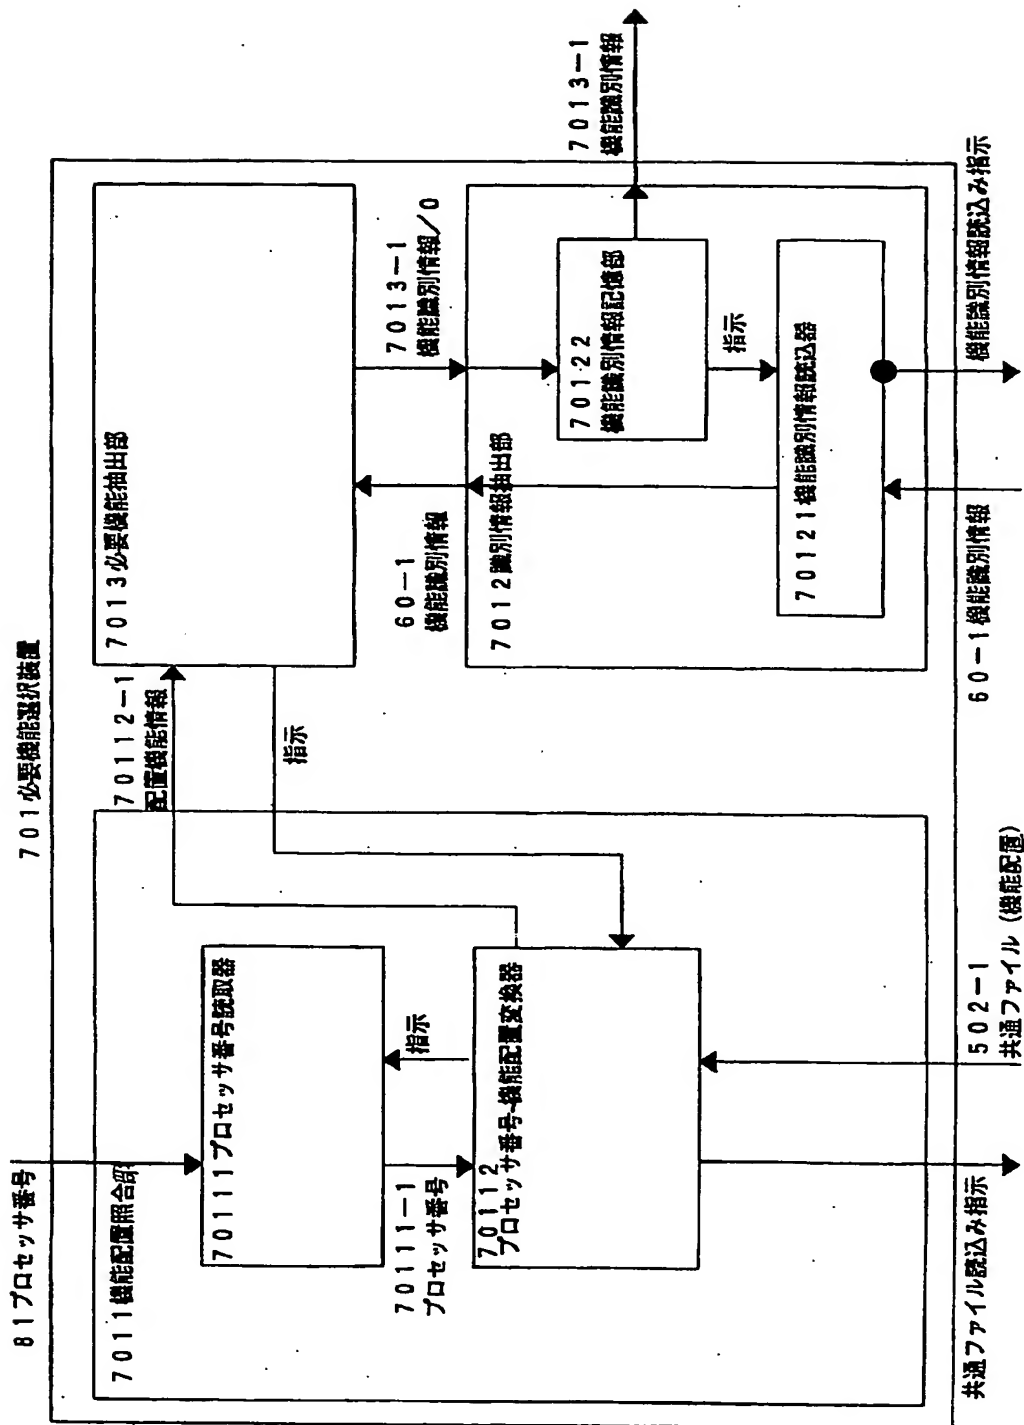 81プロセッサ番号
701必要機能選択装置
7011機能配置照合部
70111プロセッサ番号読取器
70111-1
プロセッサ番号
指示
70112
プロセッサ番号-機能配置変換器
70112-1
配置機能情報
指示
7013必要機能抽出部
60-1
機能識別情報
7013-1
機能識別情報/0
7012識別情報抽出部
70122
機能識別情報記憶部
指示
70121機能識別情報読込器
7013-1
機能識別情報
共通ファイル読込み指示
502-1
共通ファイル(機能配置)
60-1機能識別情報
機能識別情報読込み指示